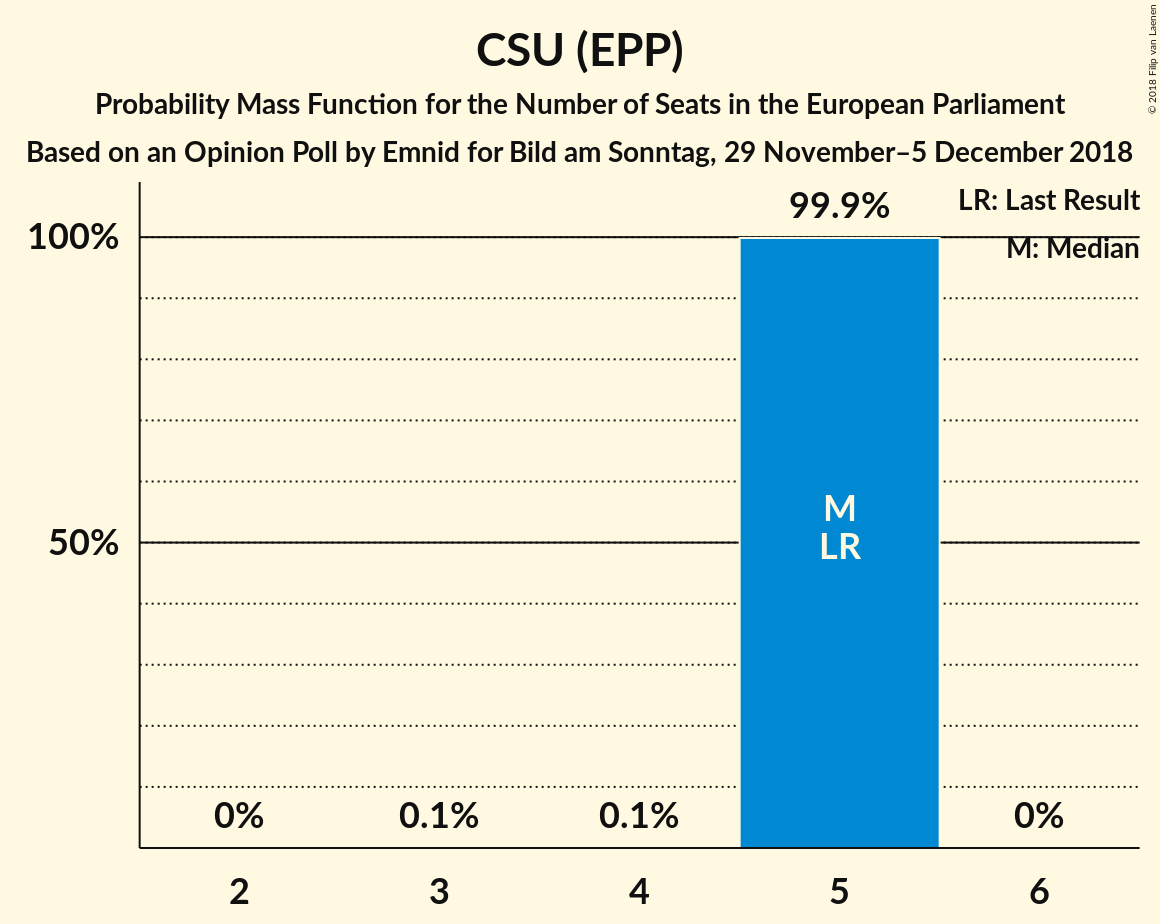 CSU (EPP)
Probability Mass Function for the Number of Seats in the European Parliament
Based on an Opinion Poll by Emnid for Bild am Sonntag, 29 November–5 December 2018
© 2018 Filip van Laenen
LR: Last Result
M: Median
100%
50%
99.9%
M
LR
0%
0.1%
0.1%
0%
2
3
4
5
6